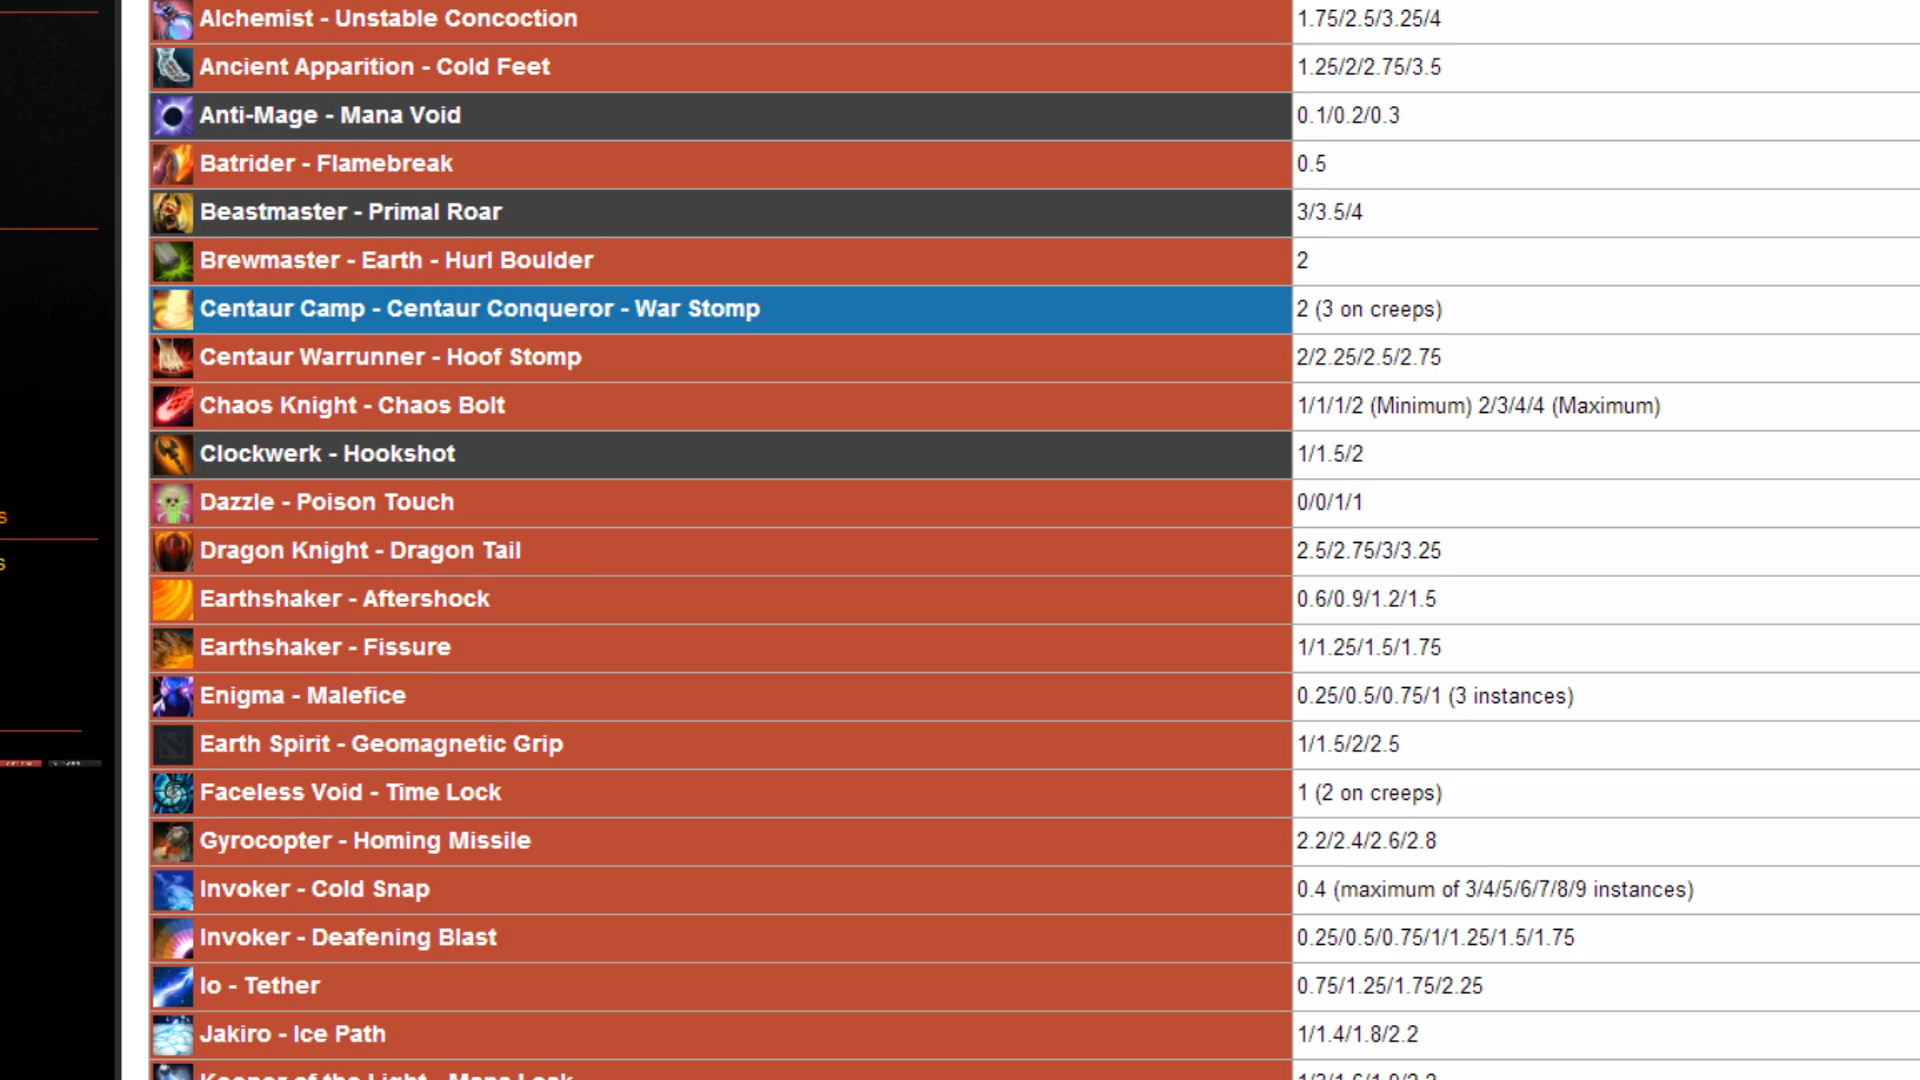 Alchemist - Unstable Concoction 1.75/2.5/3.25/4
Ancient Apparition - Cold Feet 1.25/2/2.75/3.5
Anti-Mage - Mana Void 0.1/0.2/0.3
Batrider - Flamebreak 0.5
Beastmaster - Primal Roar 3/3.5/4
Brewmaster - Earth - Hurl Boulder 2
Centaur Camp - Centaur Conqueror - War Stomp 2 (3 on creeps)
Centaur Warrunner - Hoof Stomp 2/2.25/2.5/2.75
Chaos Knight - Chaos Bolt 1/1/1/2 (Minimum) 2/3/4/4 (Maximum)
Clockwerk - Hookshot 1/1.5/2
Dazzle - Poison Touch 0/0/1/1
Dragon Knight - Dragon Tail 2.5/2.75/3/3.25
Earthshaker - Aftershock 0.6/0.9/1.2/1.5
Earthshaker - Fissure 1/1.25/1.5/1.75
Enigma - Malefice 0.25/0.5/0.75/1 (3 instances)
Earth Spirit - Geomagnetic Grip 1/1.5/2/2.5
Faceless Void - Time Lock 1 (2 on creeps)
Gyrocopter - Homing Missile 2.2/2.4/2.6/2.8
Invoker - Cold Snap 0.4 (maximum of 3/4/5/6/7/8/9 instances)
Invoker - Deafening Blast 0.25/0.5/0.75/1/1.25/1.5/1.75
Io - Tether 0.75/1.25/1.75/2.25
Jakiro - Ice Path 1/1.4/1.8/2.2
Keeper of the Light - Mana Leak